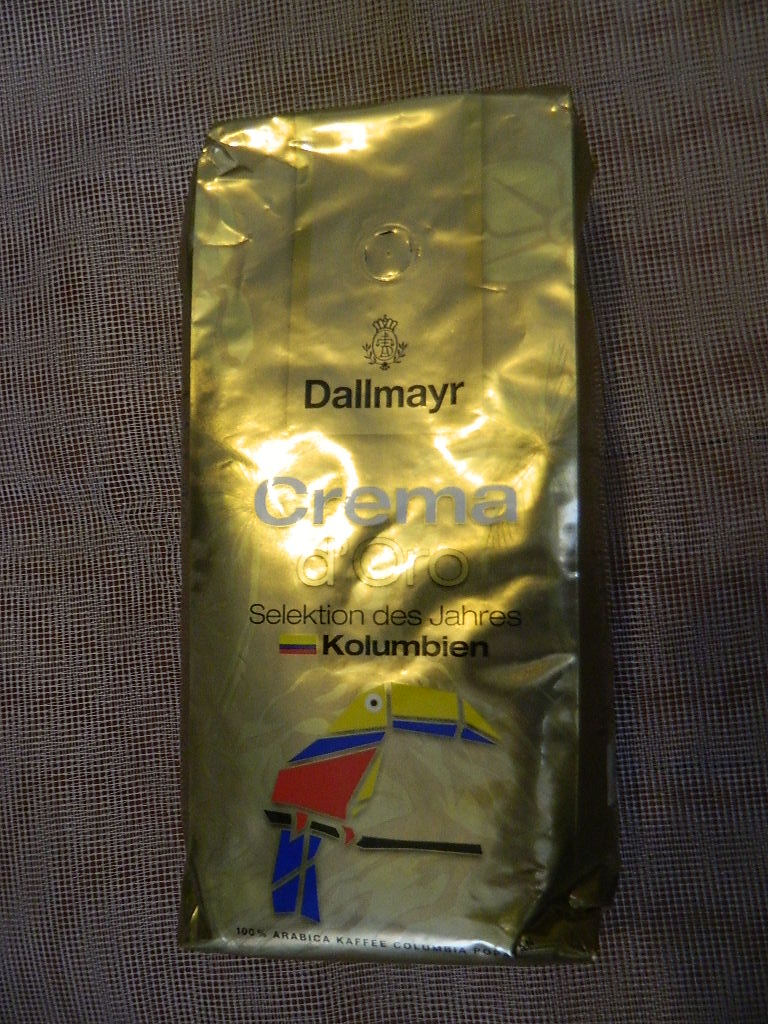 Dallmayr
Crema
d'Oro
Selektion des Jahres
Kolumbien
100% ARABICA KAFFEE COLUMBIA